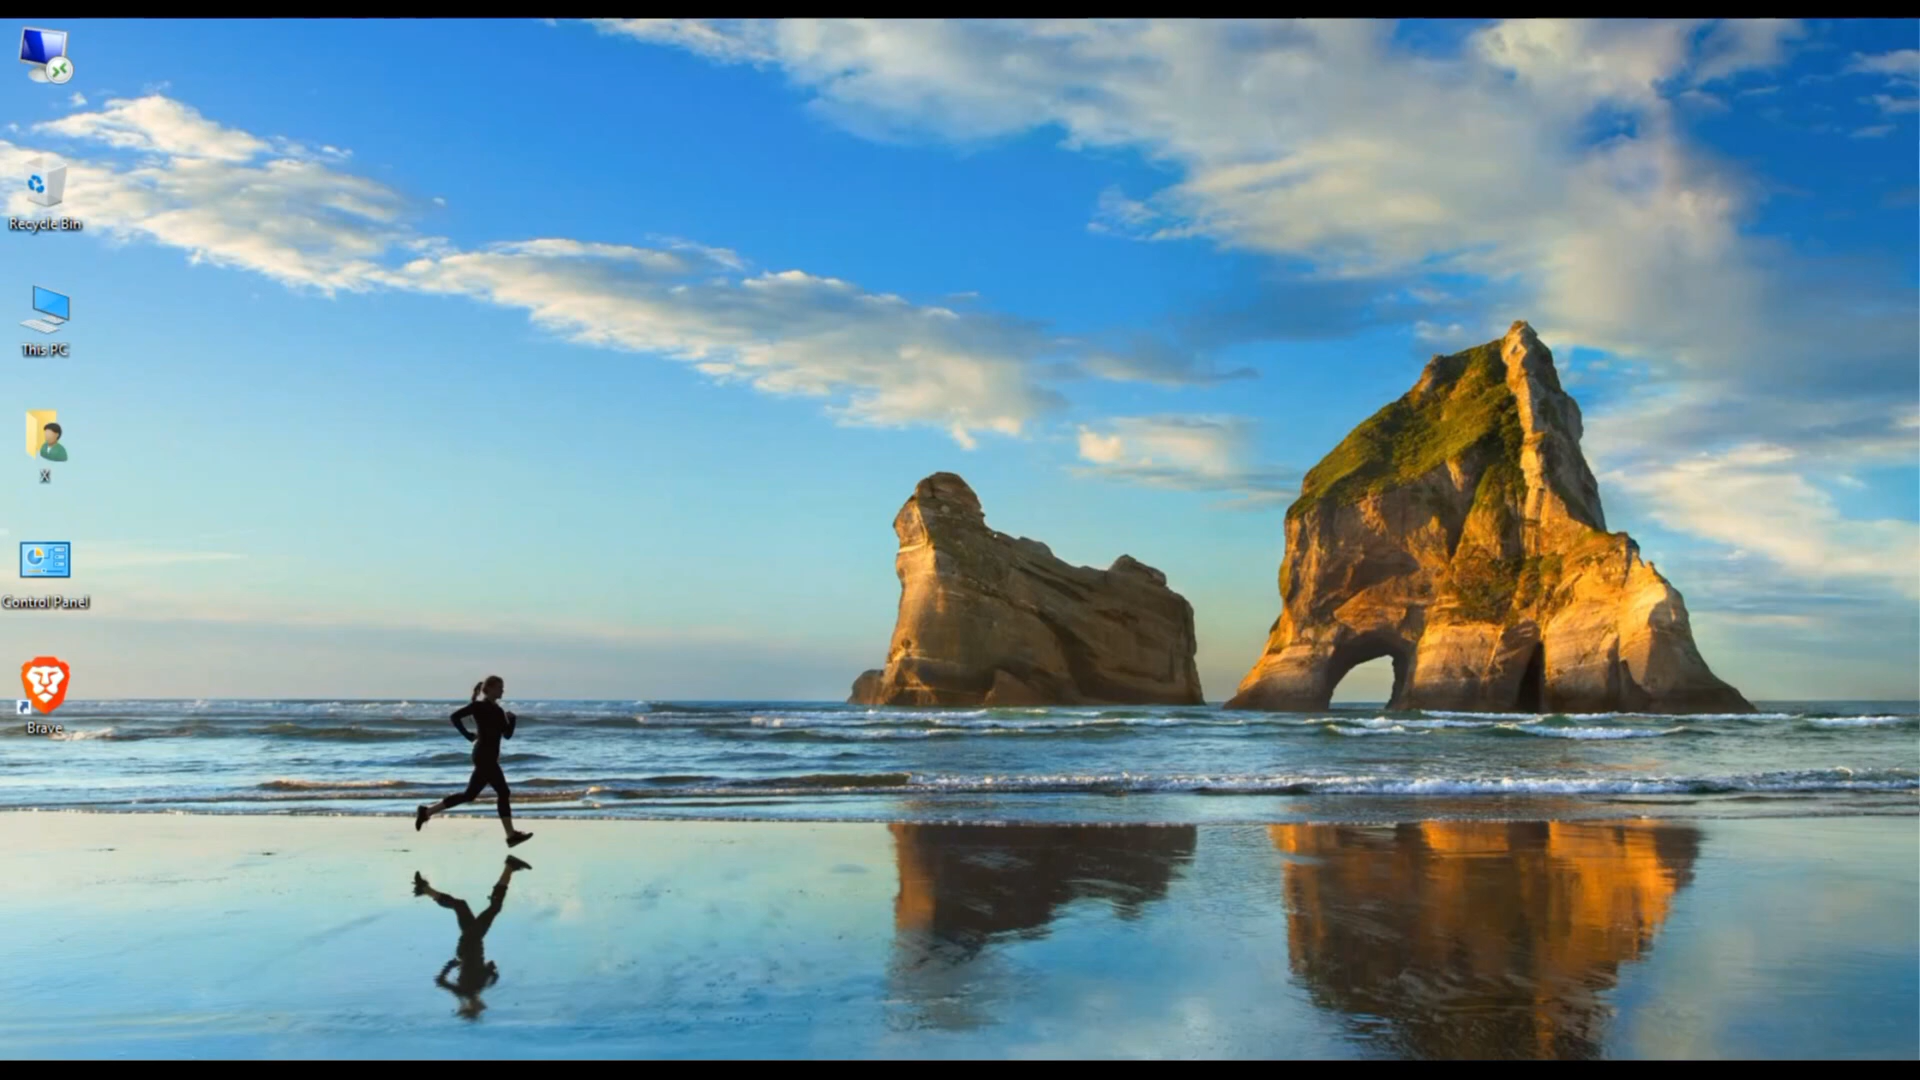 Recycle Bin
This PC
X
Control Panel
Brave